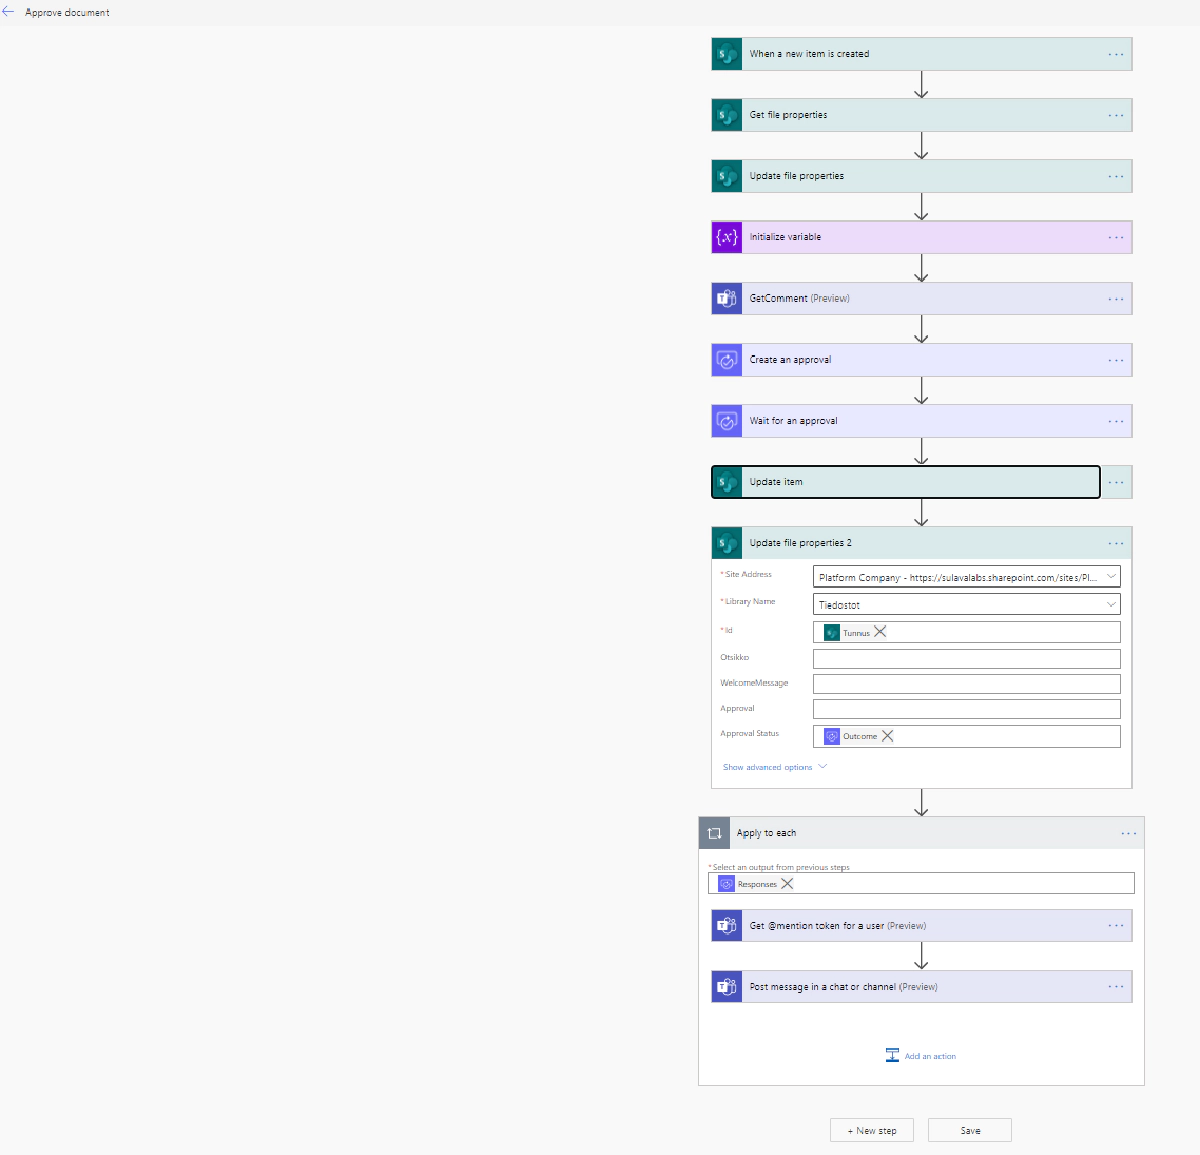 Approve document
When a new item is created
Get file properties
Update file properties
Initialize variable
GetComment (Preview)
Create an approval
Wait for an approval
Update item
Update file properties 2
*Site Address
Platform Company - https://sulavalabs.sharepoint.com/sites/Pl...
*Library Name
Tiedostot
*Id
Tunnus
Otsikko
WelcomeMessage
Approval
Approval Status
Outcome
Show advanced options
Apply to each
*Select an output from previous steps
Responses
Get @mention token for a user (Preview)
Post message in a chat or channel (Preview)
Add an action
+ New step
Save